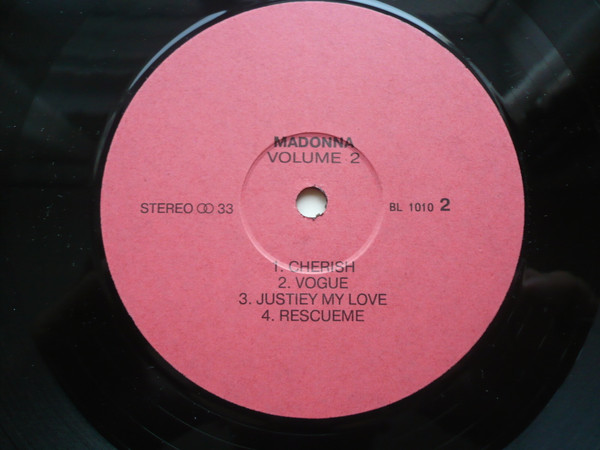 MADONNA
VOLUME 2
STEREO ꝏ 33
BL 1010 2
1. CHERISH
2. VOGUE
3. JUSTIEY MY LOVE
4. RESCUEME